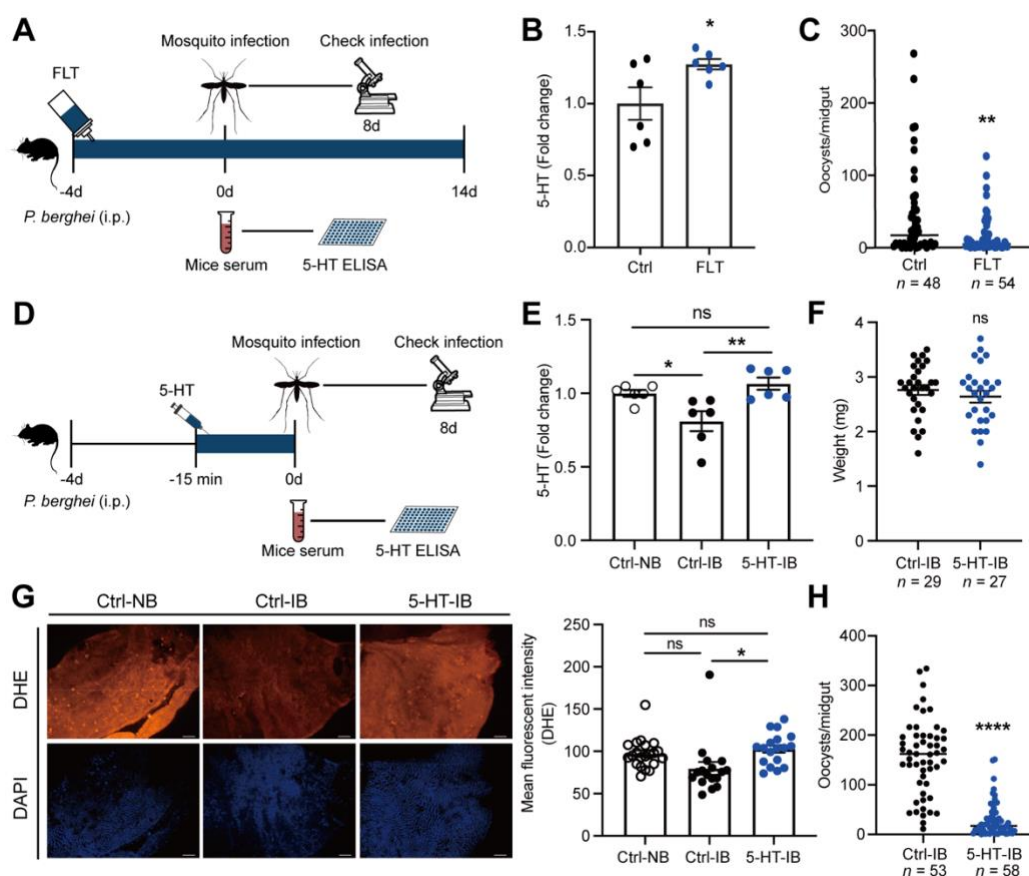 A
Mosquito infection
Check infection
FLT
8d
-4d
0d
14d
P. berghei (i.p.)
Mice serum
5-HT ELISA
B
5-HT (Fold change)
1.5
1.0
0.5
0.0
*
Ctrl
FLT
C
Oocysts/midgut
300
200
100
0
**
Ctrl
FLT
n = 48
n = 54
D
Mosquito infection
Check infection
5-HT
8d
-4d
-15 min
0d
P. berghei (i.p.)
Mice serum
5-HT ELISA
E
5-HT (Fold change)
1.5
1.0
0.5
0.0
ns
*
**
Ctrl-NB
Ctrl-IB
5-HT-IB
F
Weight (mg)
4
3
2
1
0
ns
Ctrl-IB
5-HT-IB
n = 29
n = 27
G
Ctrl-NB
Ctrl-IB
5-HT-IB
DHE
DAPI
Mean fluorescent intensity
(DHE)
250
200
150
100
50
0
ns
ns
*
Ctrl-NB
Ctrl-IB
5-HT-IB
H
Oocysts/midgut
400
300
200
100
0
****
Ctrl-IB
5-HT-IB
n = 53
n = 58